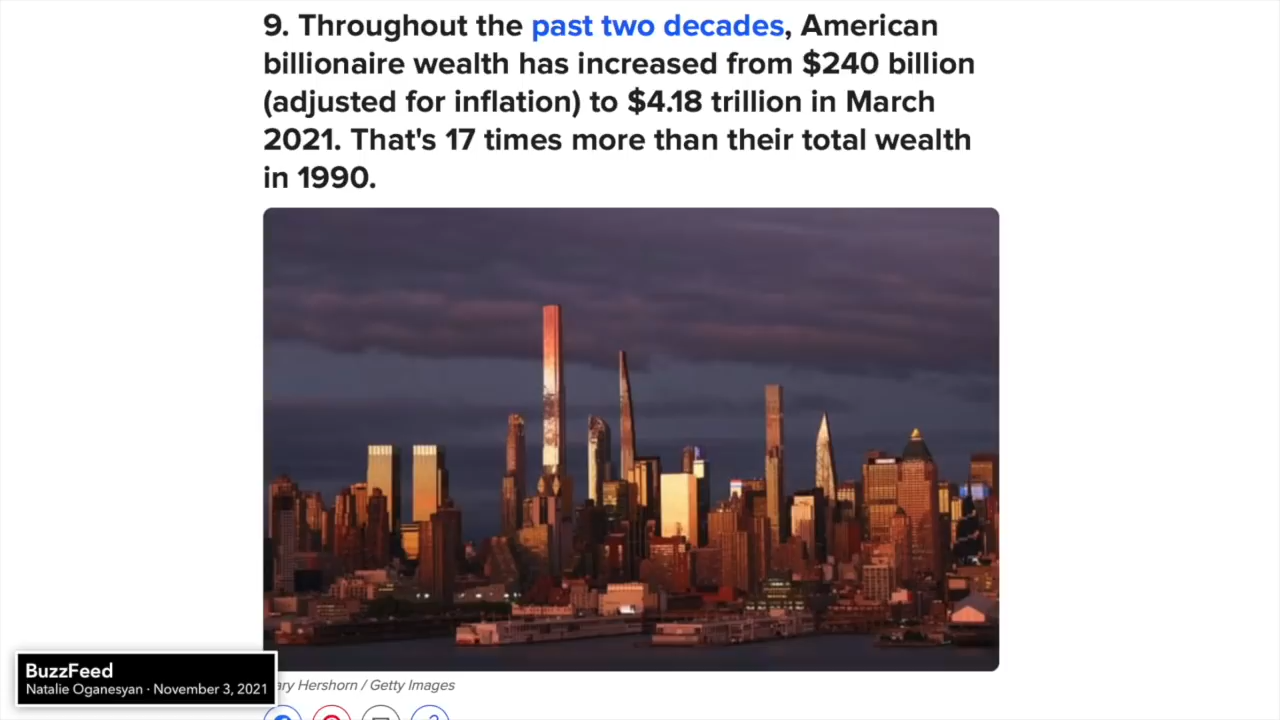 9. Throughout the past two decades, American
billionaire wealth has increased from $240 billion
(adjusted for inflation) to $4.18 trillion in March
2021. That's 17 times more than their total wealth
in 1990.
BuzzFeed
Natalie Oganesyan · November 3, 2021
Hershorn / Getty Images